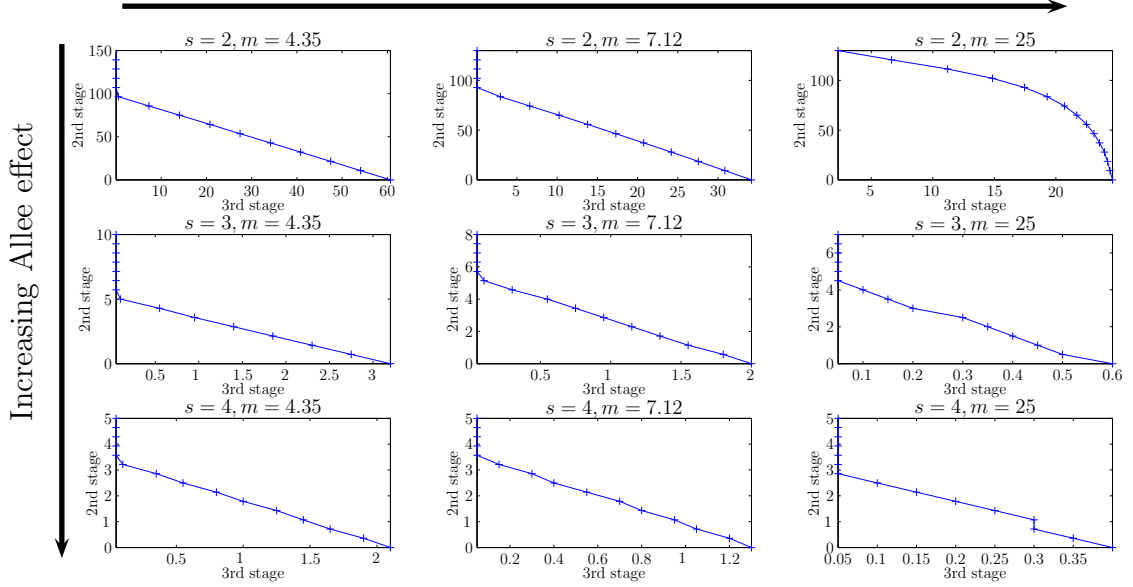 s = 2, m = 4.35
s = 2, m = 7.12
s = 2, m = 25
150
100
50
0
2nd stage
10 20 30 40 50 60
3rd stage
100
50
0
2nd stage
5 10 15 20 25 30
3rd stage
100
50
0
2nd stage
5 10 15 20
3rd stage
Increasing Allee effect
s = 3, m = 4.35
s = 3, m = 7.12
s = 3, m = 25
10
5
0
2nd stage
0.5 1 1.5 2 2.5 3
3rd stage
8
6
4
2
0
2nd stage
0.5 1 1.5 2
3rd stage
6
4
2
0
2nd stage
0.1 0.2 0.3 0.4 0.5 0.6
3rd stage
s = 4, m = 4.35
s = 4, m = 7.12
s = 4, m = 25
5
4
3
2
1
0
2nd stage
0.5 1 1.5 2
3rd stage
5
4
3
2
1
0
2nd stage
0.2 0.4 0.6 0.8 1 1.2
3rd stage
5
4
3
2
1
0
2nd stage
0.05 0.1 0.15 0.2 0.25 0.3 0.35
3rd stage